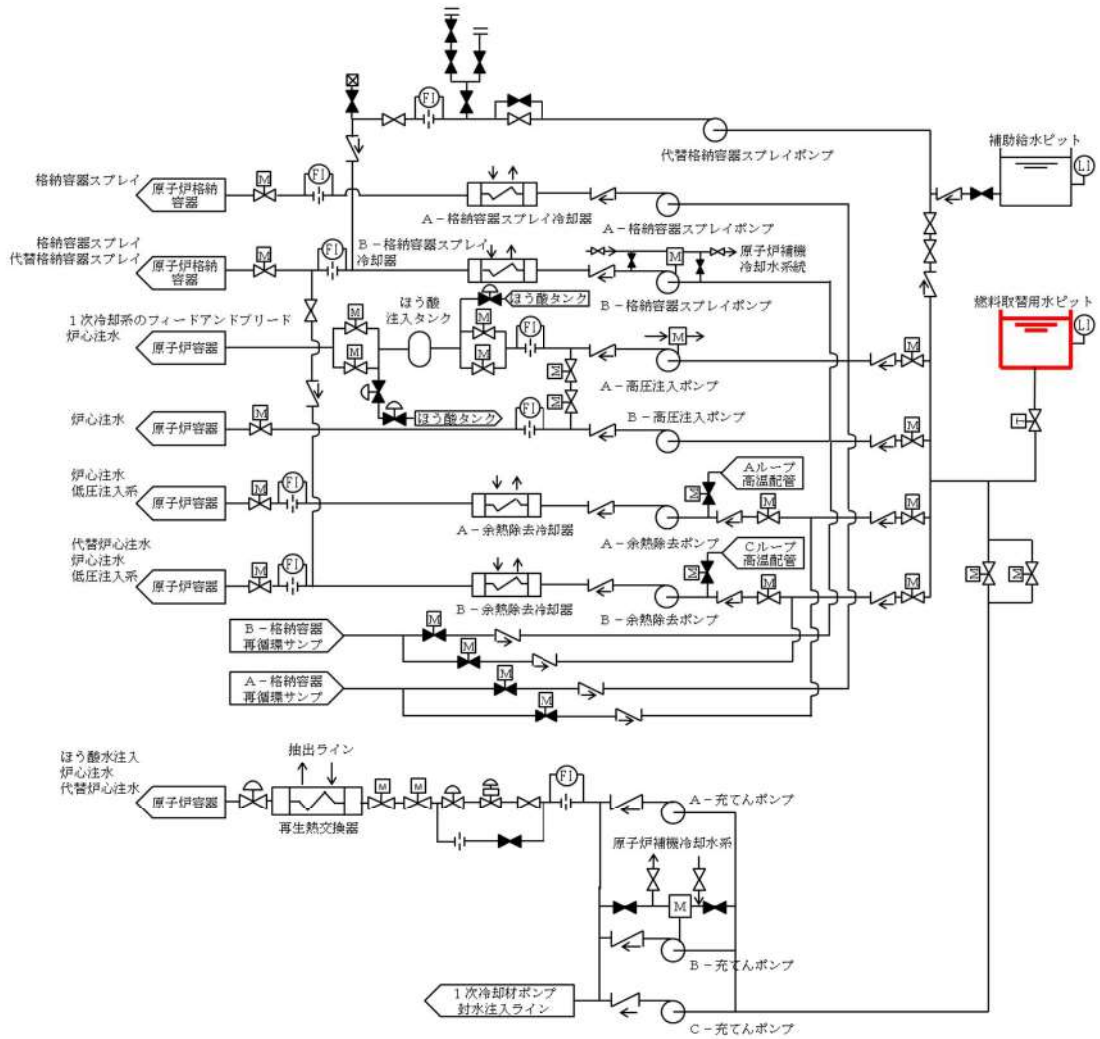 FI
補助給水ピット
LI
代替格納容器スプレイポンプ
格納容器スプレイ
原子炉格納
容器
M
FI
A－格納容器スプレイ冷却器
A－格納容器スプレイポンプ
格納容器スプレイ
代替格納容器スプレイ
原子炉格納
容器
M
FI
B－格納容器スプレイ
冷却器
M
原子炉補機
冷却水系統
B－格納容器スプレイポンプ
燃料取替用水ピット
LI
1次冷却系のフィードアンドブリード
炉心注水
原子炉容器
M
M
ほう酸
注入タンク
ほう酸タンク
M
M
FI
M
M
A－高圧注入ポンプ
M
M
ほう酸タンク
炉心注水
原子炉容器
M
FI
B－高圧注入ポンプ
M
T
炉心注水
低圧注入系
原子炉容器
M
FI
A－余熱除去冷却器
Aループ
高温配管
M
M
M
A－余熱除去ポンプ
代替炉心注水
炉心注水
低圧注入系
原子炉容器
M
FI
B－余熱除去冷却器
Cループ
高温配管
M
M
M
B－余熱除去ポンプ
M
M
B－格納容器
再循環サンプ
M
M
A－格納容器
再循環サンプ
M
M
ほう酸水注入
炉心注水
代替炉心注水
原子炉容器
抽出ライン
再生熱交換器
M
M
FI
A－充てんポンプ
原子炉補機冷却水系
M
B－充てんポンプ
1次冷却材ポンプ
封水注入ライン
C－充てんポンプ